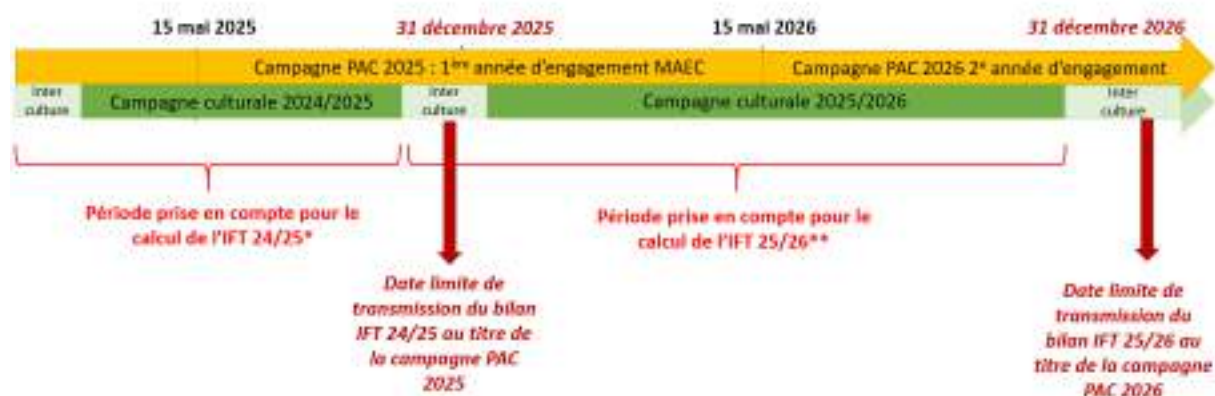 15 mai 2025
31 décembre 2025
15 mai 2026
31 décembre 2026
Campagne PAC 2025 : 1ère année d'engagement MAEC
Campagne PAC 2026 2e année d'engagement
Inter
culture
Campagne culturale 2024/2025
Inter
culture
Campagne culturale 2025/2026
Inter
culture
Période prise en compte pour le
calcul de l'IFT 24/25*
Période prise en compte pour le
calcul de l'IFT 25/26**
Date limite de
transmission du bilan
IFT 24/25 au titre de
la campagne PAC
2025
Date limite de
transmission du
bilan IFT 25/26 au
titre de la campagne
PAC 2026